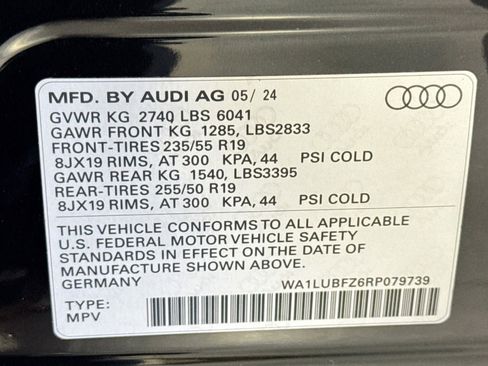 MFD. BY AUDI AG 05/ 24
GVWR KG 2740 LBS 6041
GAWR FRONT KG 1285, LBS2833
FRONT-TIRES 235/55 R19
8JX19 RIMS, AT 300 KPA, 44 PSI COLD
GAWR REAR KG 1540, LBS3395
REAR-TIRES 255/50 R19
8JX19 RIMS, AT 300 KPA, 44 PSI COLD
THIS VEHICLE CONFORMS TO ALL APPLICABLE
U.S. FEDERAL MOTOR VEHICLE SAFETY
STANDARDS IN EFFECT ON THE DATE OF
MANUFACTURE SHOWN ABOVE.
GERMANY WA1LUBFZ6RP079739
TYPE:
MPV